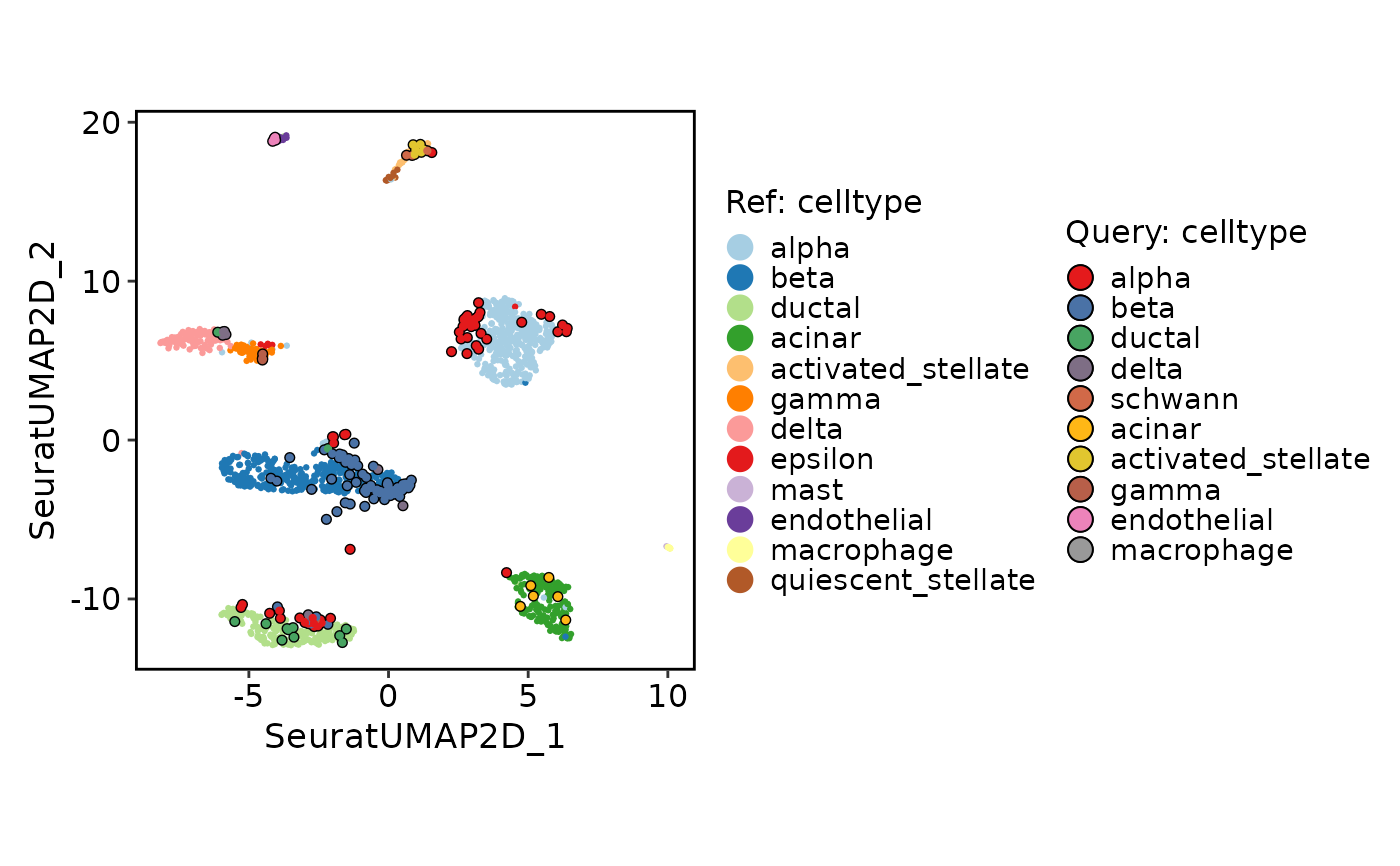 20
10
0
-10
SeuratUMAP2D_2
-5
0
5
10
SeuratUMAP2D_1
Ref: celltype
alpha
beta
ductal
acinar
activated_stellate
gamma
delta
epsilon
mast
endothelial
macrophage
quiescent_stellate
Query: celltype
alpha
beta
ductal
delta
schwann
acinar
activated_stellate
gamma
endothelial
macrophage